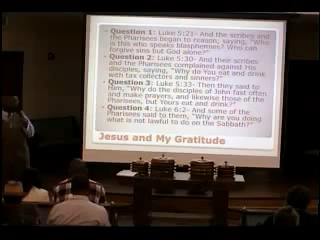 - Question 1: Luke 5:21- And the scribes and
the Pharisees began to reason, saying, "Who
is this who speaks blasphemies? Who can
forgive sins but God alone?"
- Question 2: Luke 5:30- And their scribes
and the Pharisees complained against His
disciples, saying, "Why do You eat and drink
with tax collectors and sinners?"
- Question 3: Luke 5:33- Then they said to
Him, "Why do the disciples of John fast often
and make prayers, and likewise those of the
Pharisees, but Yours eat and drink?"
- Question 4: Luke 6:2- And some of the
Pharisees said to them, "Why are you doing
what is not lawful to do on the Sabbath?"
Jesus and My Gratitude